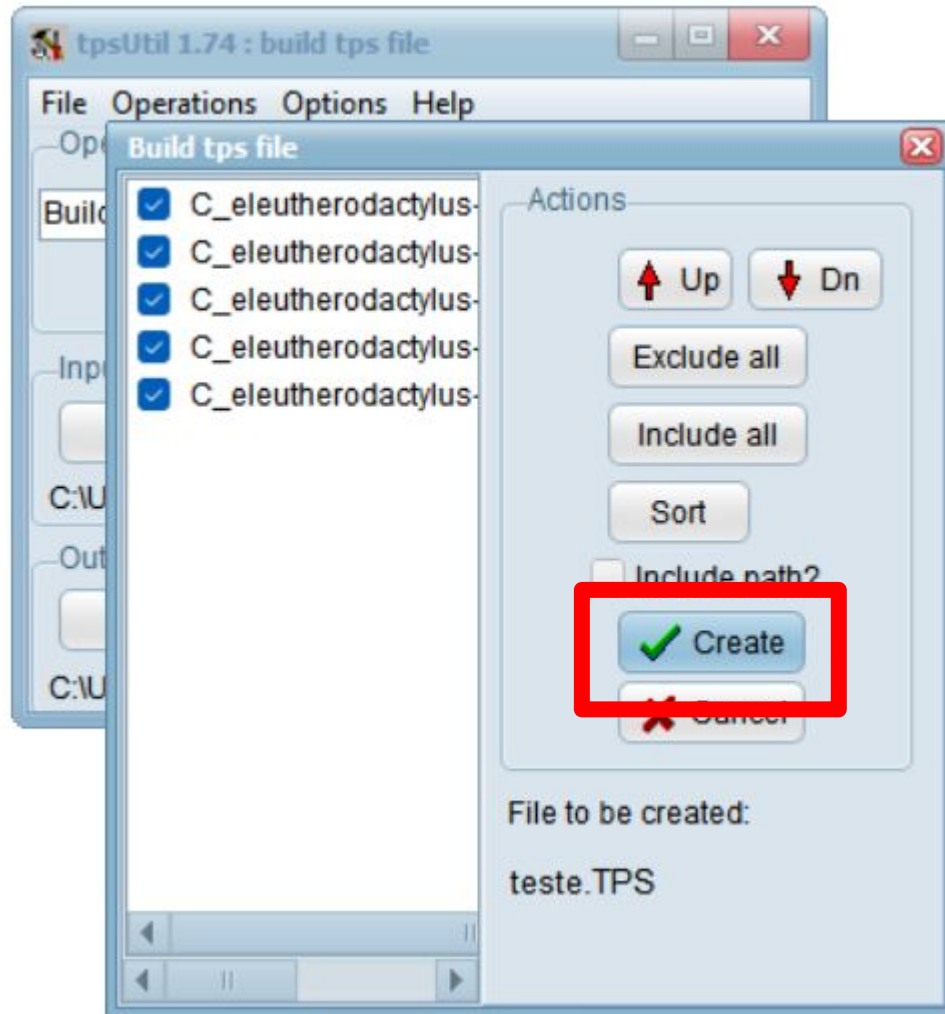 tpsUtil 1.74 : build tps file
File Operations Options Help
Build tps file
C_eleutherodactylus-
C_eleutherodactylus-
C_eleutherodactylus-
C_eleutherodactylus-
C_eleutherodactylus-
Actions
Up Dn
Exclude all
Include all
Sort
Include path?
Create
Cancel
File to be created:
teste.TPS
C:\U
C:\U